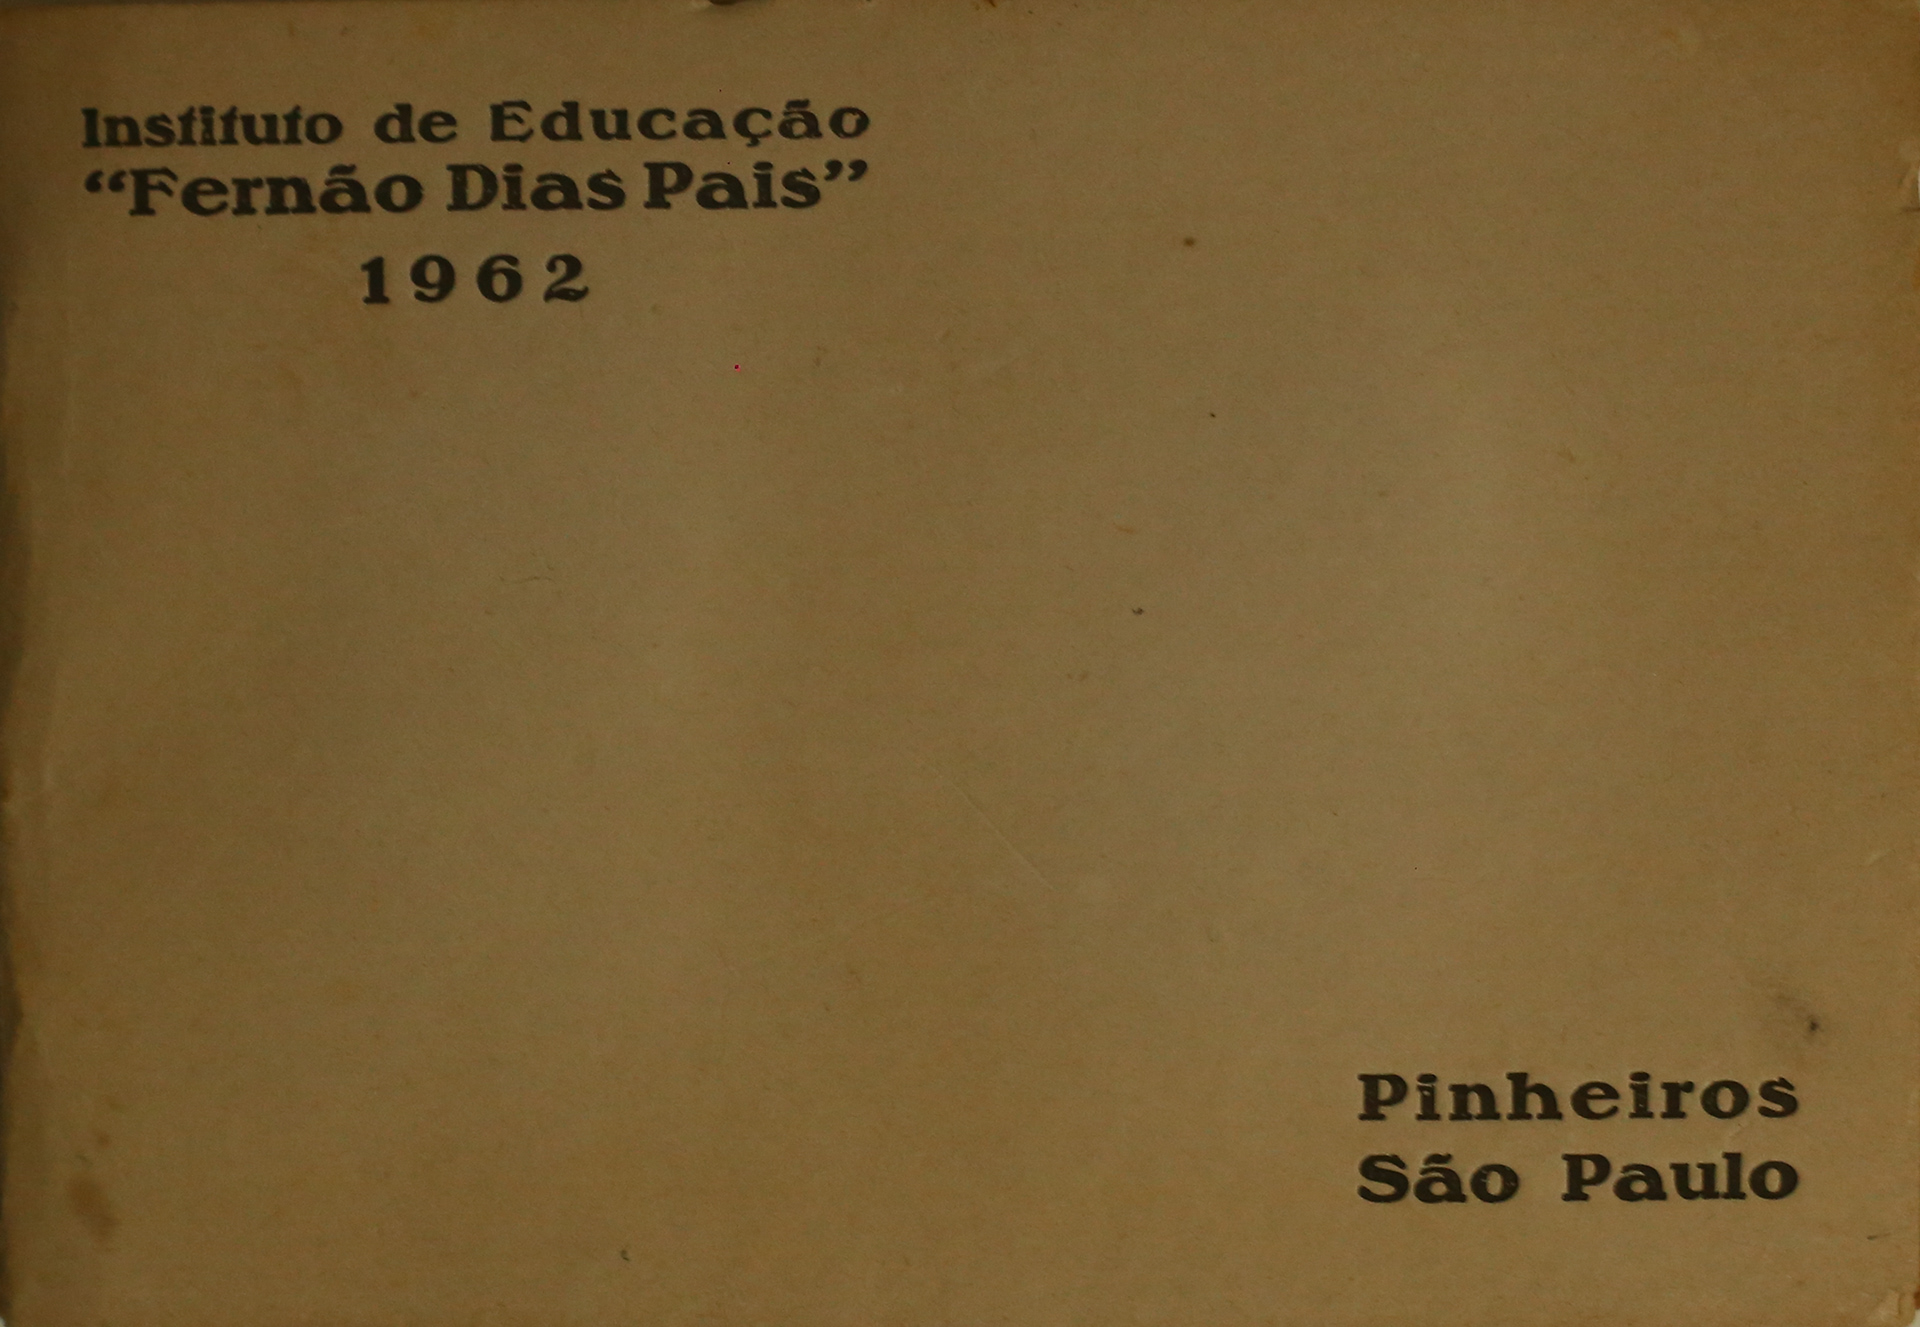 Instituto de Educação
“Fernão Dias Pais”
1962
Pinheiros
São Paulo